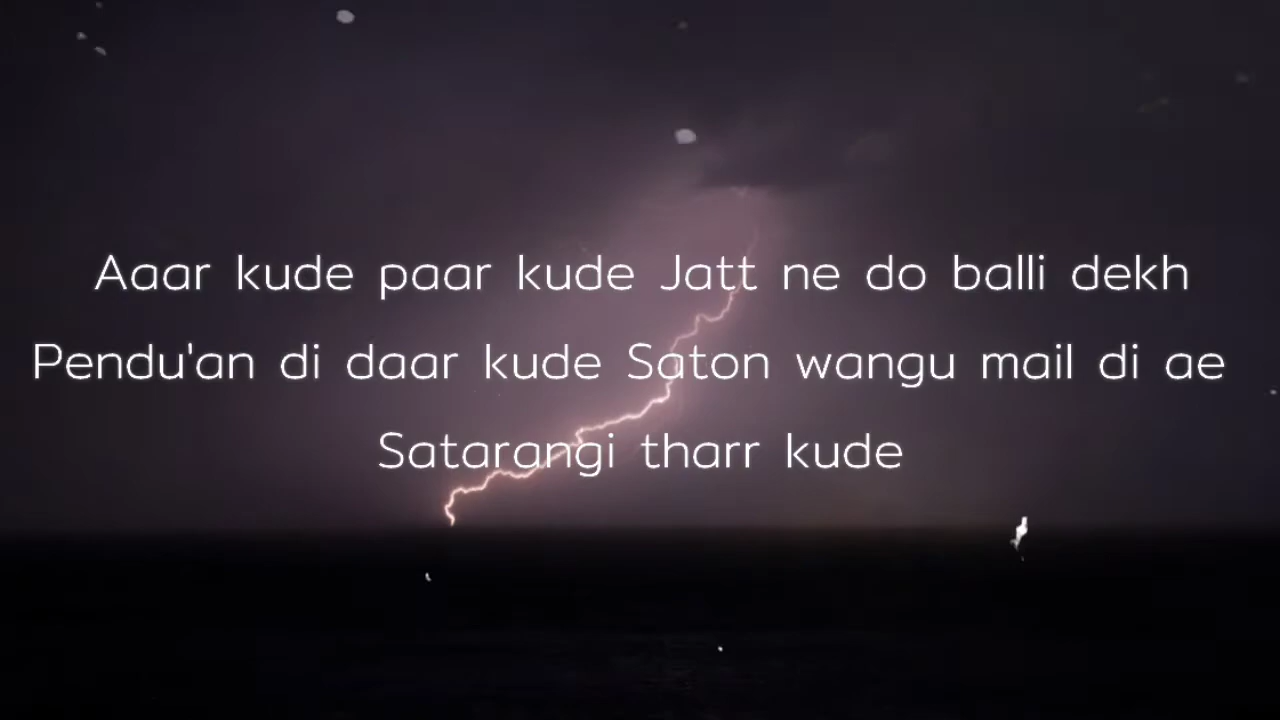 Aaar kude paar kude Jatt ne do balli dekh
Pendu'an di daar kude Saton wangu mail di ae
Satarangi tharr kude